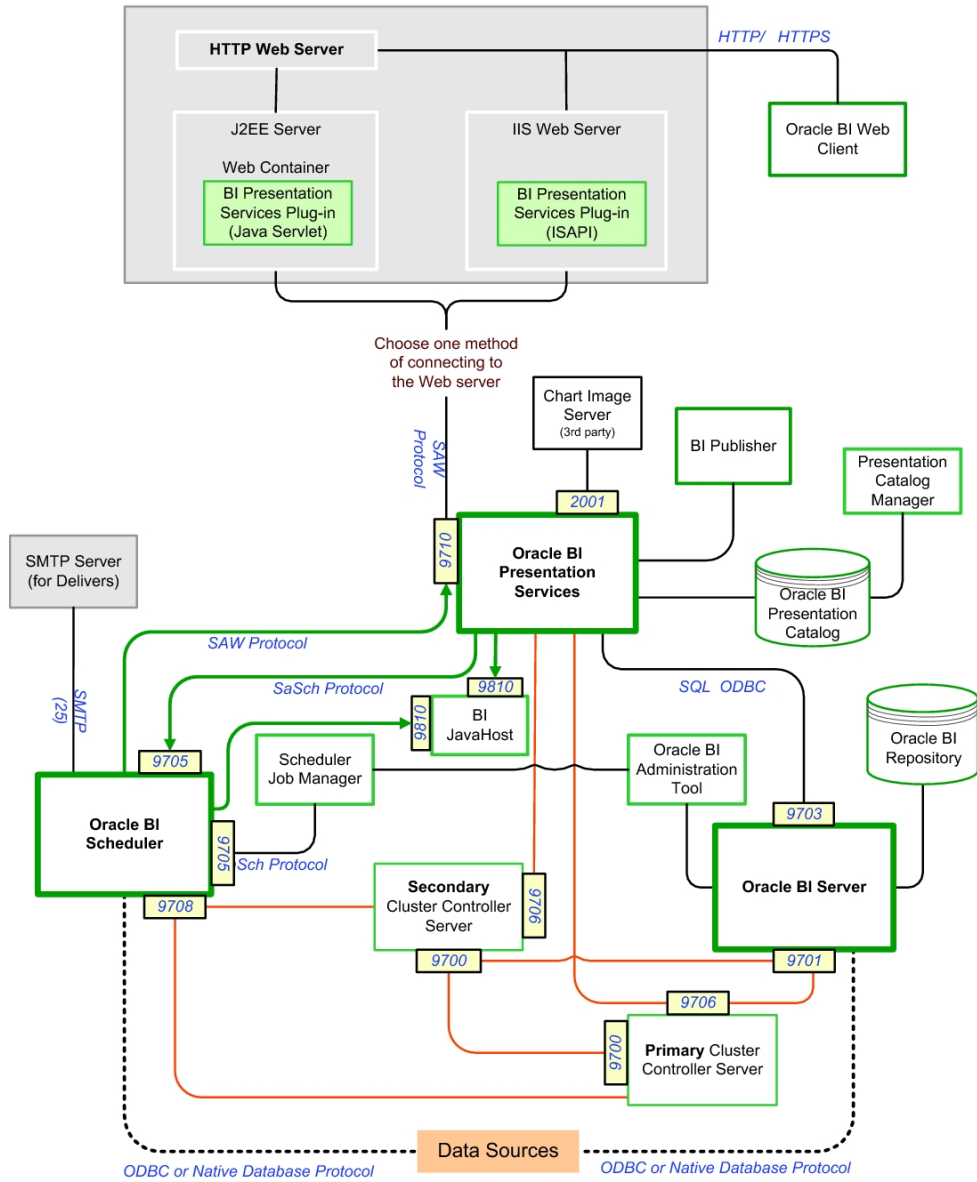 HTTP Web Server
HTTP/ HTTPS
J2EE Server
Web Container
BI Presentation
Services Plug-in
(Java Servlet)
IIS Web Server
BI Presentation
Services Plug-in
(ISAPI)
Oracle BI Web
Client
Choose one method
of connecting to
the Web server
SAW
Protocol
Chart Image
Server
(3rd party)
2001
BI Publisher
Presentation
Catalog
Manager
9710
Oracle BI
Presentation
Services
Oracle BI
Presentation
Catalog
SMTP Server
(for Delivers)
SMTP
(25)
SAW Protocol
SaSch Protocol
9810
9810
BI
JavaHost
SQL ODBC
Oracle BI
Repository
9705
Scheduler
Job Manager
Oracle BI
Administration
Tool
Oracle BI
Scheduler
9705
Sch Protocol
9703
Oracle BI Server
9708
Secondary
Cluster Controller
Server
9706
9700
9701
9706
9700
Primary Cluster
Controller Server
Data Sources
ODBC or Native Database Protocol
ODBC or Native Database Protocol